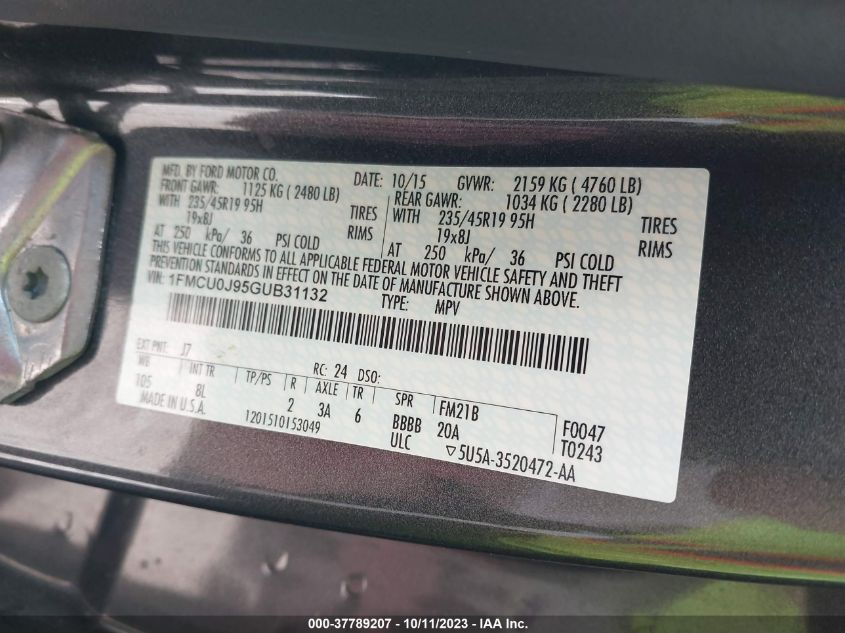 MFD. BY FORD MOTOR CO.
DATE: 10/15 GVWR: 2159 KG ( 4760 LB)
FRONT GAWR: 1125 KG ( 2480 LB) REAR GAWR: 1034 KG ( 2280 LB)
WITH 235/45R19 95H TIRES WITH 235/45R19 95H TIRES
19x8J RIMS 19x8J RIMS
AT 250 kPa/ 36 PSI COLD AT 250 kPa/ 36 PSI COLD
THIS VEHICLE CONFORMS TO ALL APPLICABLE FEDERAL MOTOR VEHICLE SAFETY AND THEFT
PREVENTION STANDARDS IN EFFECT ON THE DATE OF MANUFACTURE SHOWN ABOVE.
VIN: 1FMCU0J95GUB31132
TYPE: MPV
EXT PNT: J7 RC: 24 DSO:
WB INT TR TP/PS R AXLE TR SPR FM21B F0047
105 8L 2 3A 6 BBBB 20A T0243
MADE IN U.S.A. 1201510153049 ULC ▽5U5A-3520472-AA
000-37789207 - 10/11/2023 - IAA Inc.